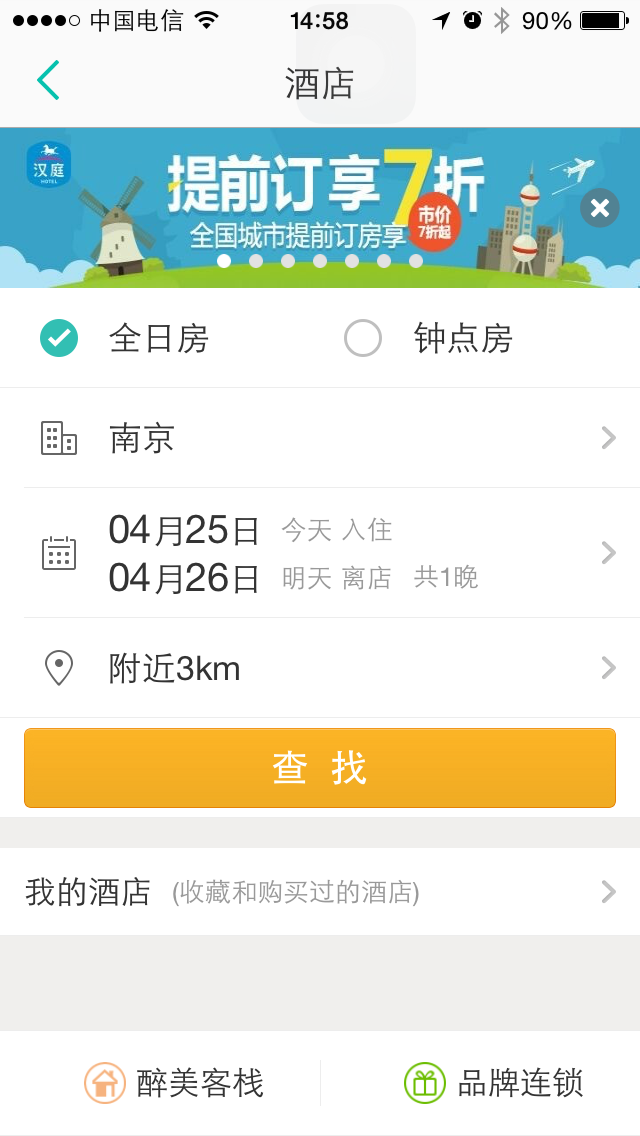 中国电信 14:58 90%
酒店
汉庭
HOTEL
提前订享7折
全国城市提前订房享
市价
7折起
全日房 钟点房
南京
04月25日 今天 入住
04月26日 明天 离店 共1晚
附近3km
查 找
我的酒店 (收藏和购买过的酒店)
醉美客栈 品牌连锁